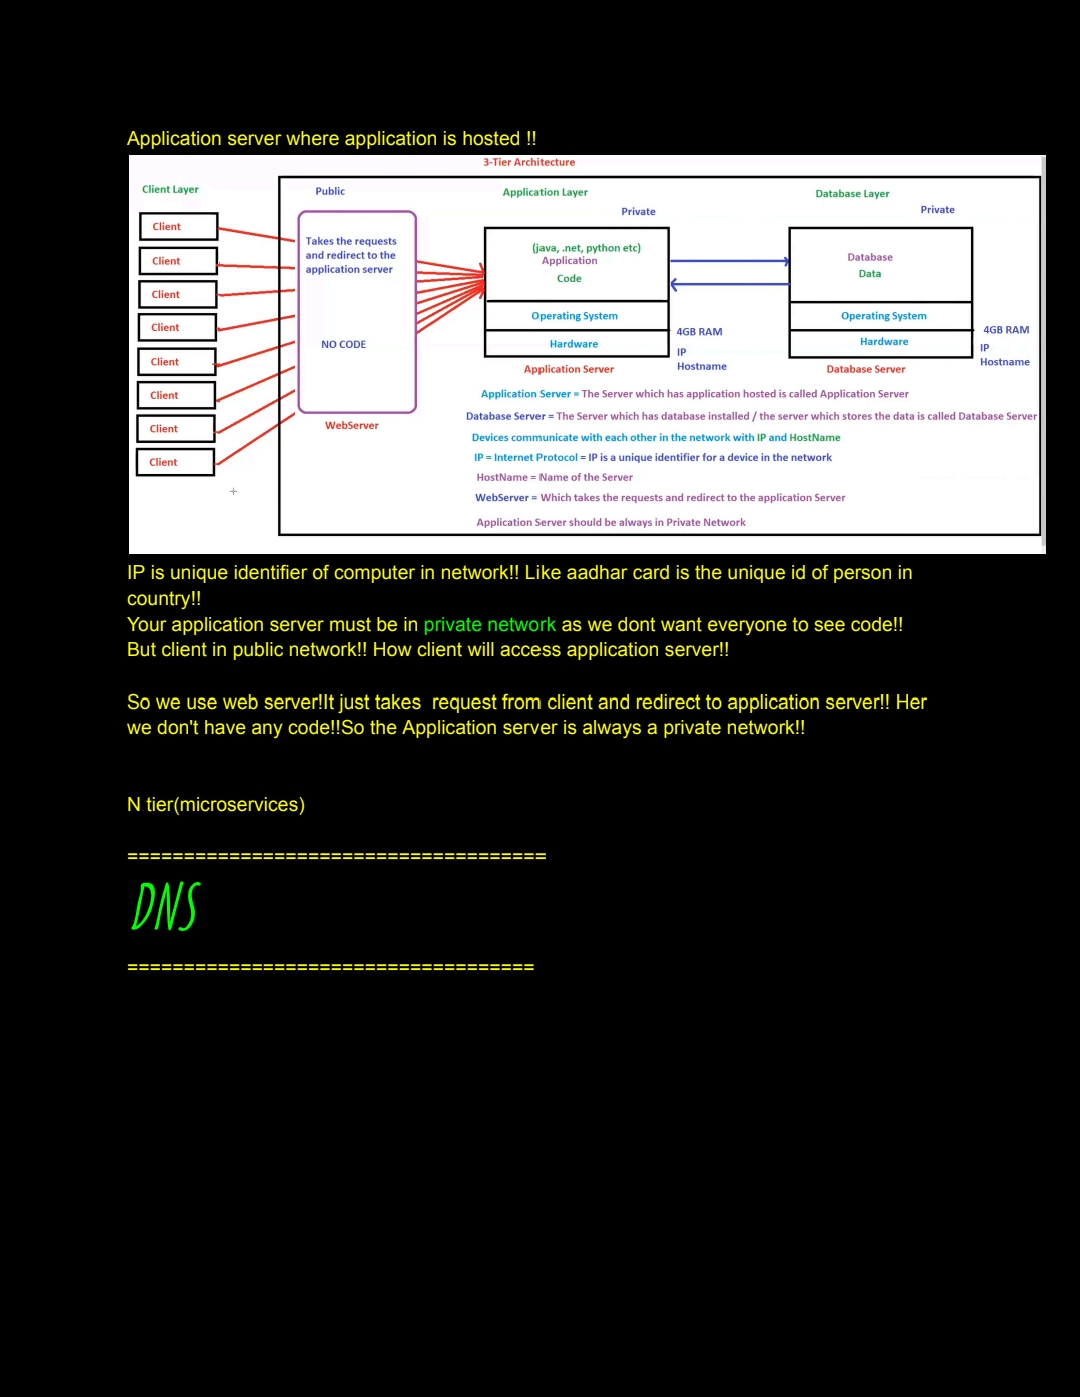 Application server where application is hosted !!
3-Tier Architecture
Client Layer
Public
Application Layer
Database Layer
Private
Private
Client
Client
Client
Client
Client
Client
Client
Client
Takes the requests
and redirect to the
application server
NO CODE
WebServer
(java, .net, python etc)
Application
Code
Operating System
Hardware
Application Server
4GB RAM
IP
Hostname
Database
Data
Operating System
Hardware
Database Server
4GB RAM
IP
Hostname
Application Server = The Server which has application hosted is called Application Server
Database Server = The Server which has database installed / the server which stores the data is called Database Server
Devices communicate with each other in the network with IP and HostName
IP = Internet Protocol = IP is a unique identifier for a device in the network
HostName = Name of the Server
WebServer = Which takes the requests and redirect to the application Server
Application Server should be always in Private Network
IP is unique identifier of computer in network!! Like aadhar card is the unique id of person in
country!!
Your application server must be in private network as we dont want everyone to see code!!
But client in public network!! How client will access application server!!
So we use web server!It just takes  request from client and redirect to application server!! Her
we don't have any code!!So the Application server is always a private network!!
N tier(microservices)
=====================================
DNS
====================================